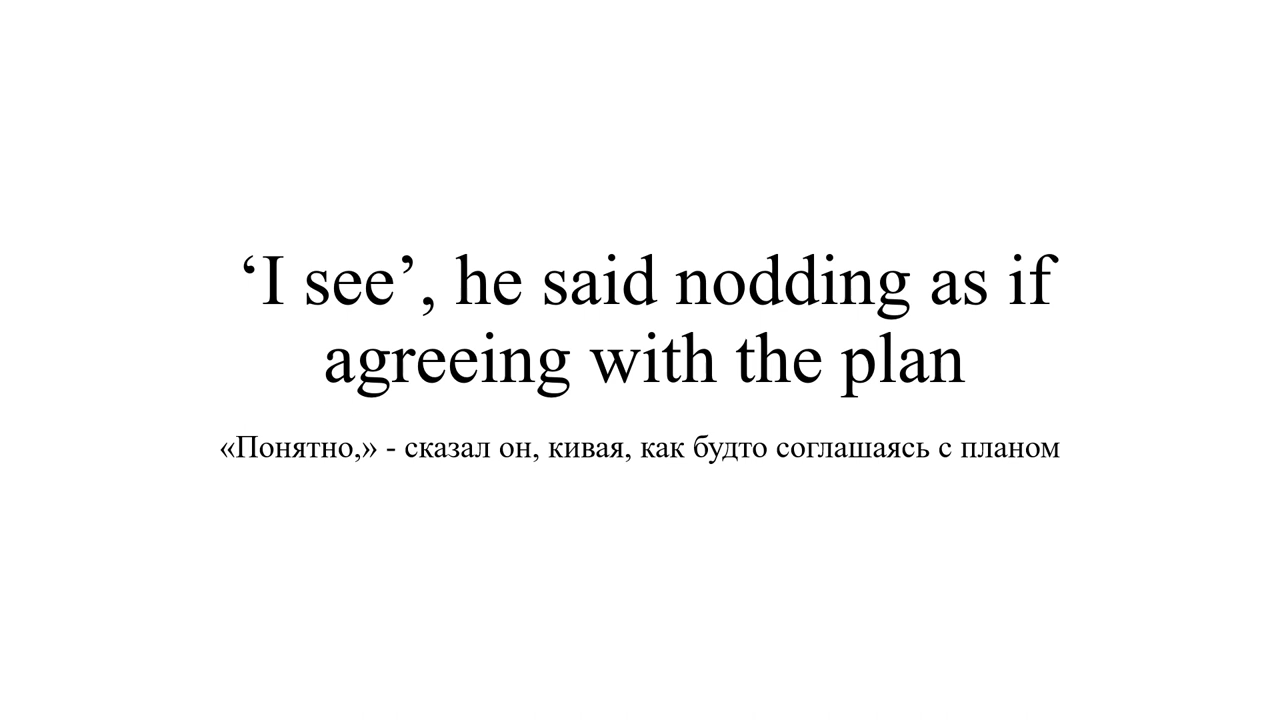 ‘I see’, he said nodding as if
agreeing with the plan
«Понятно,» - сказал он, кивая, как будто соглашаясь с планом